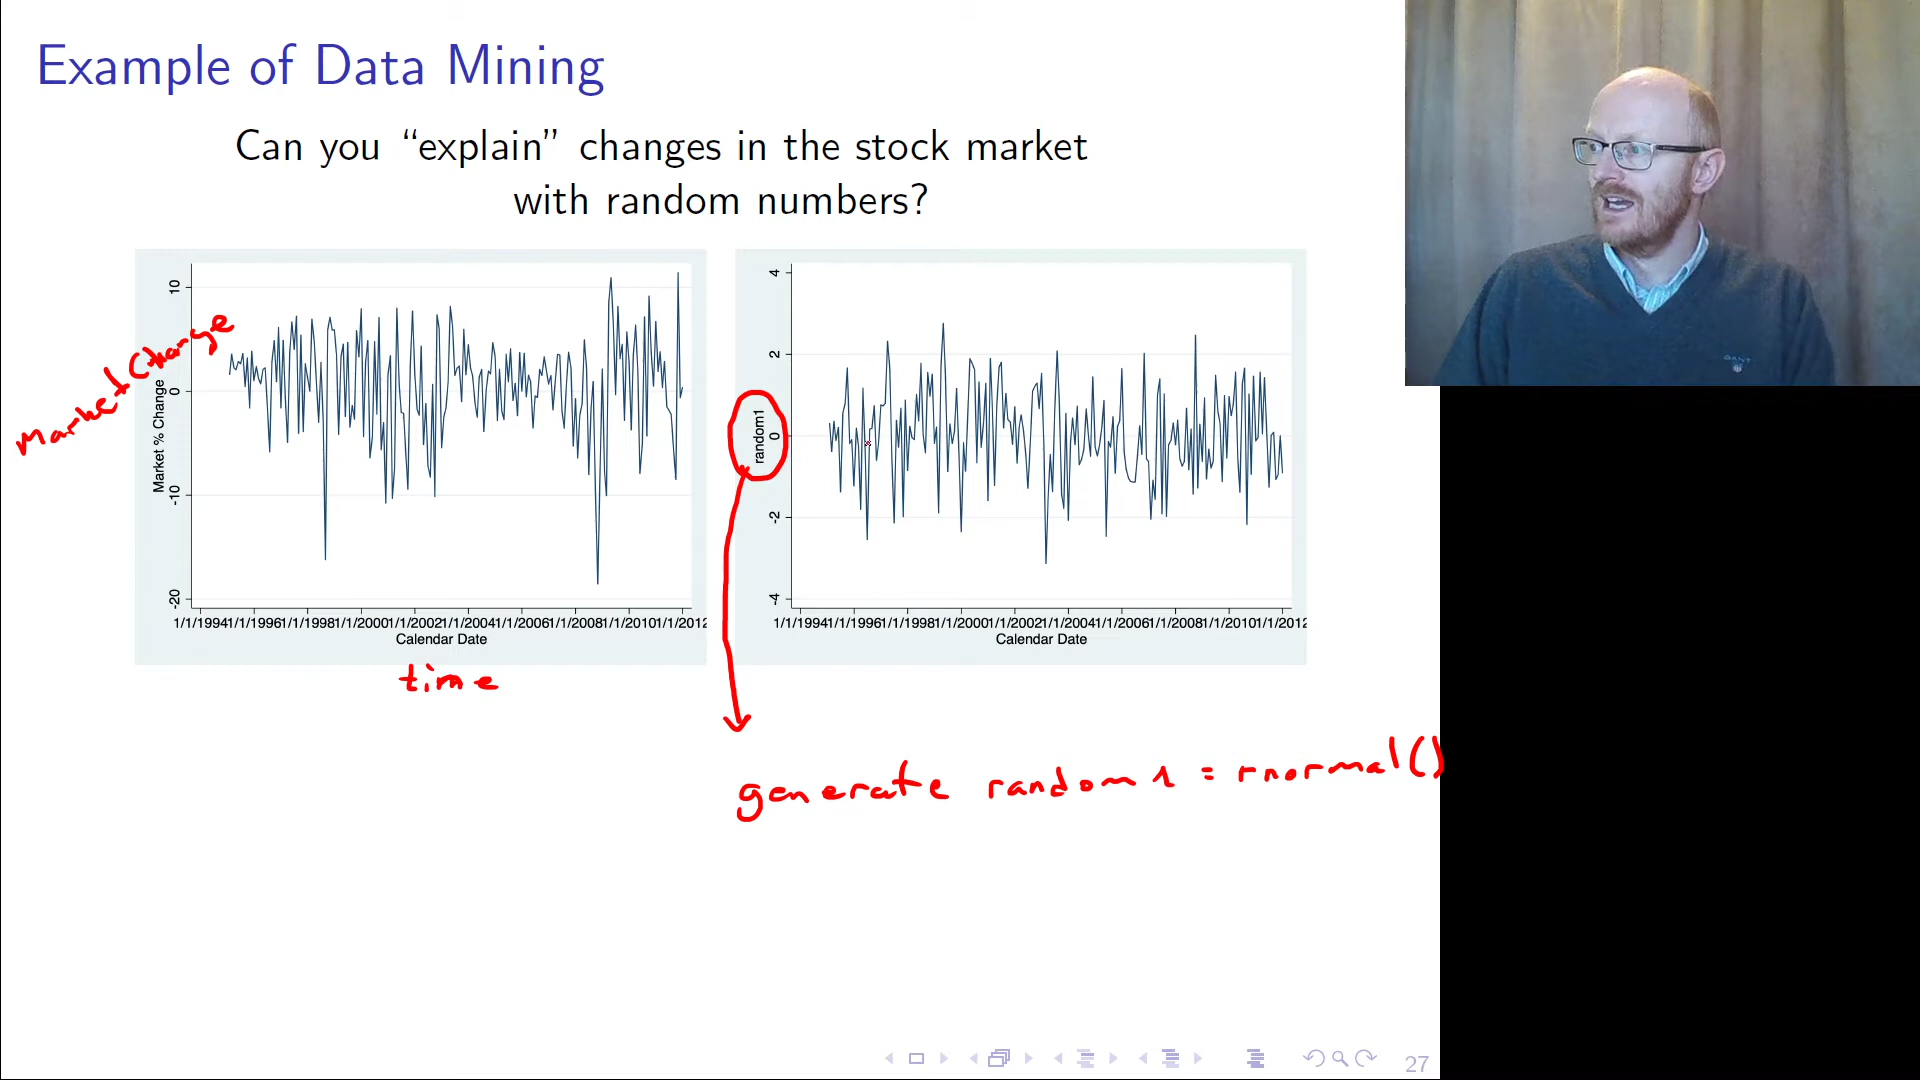 Example of Data Mining
Can you “explain” changes in the stock market
with random numbers?
Market Change
Market % Change
10
0
-10
-20
1/1/1994 1/1/1996 1/1/1998 1/1/2000 1/1/2002 1/1/2004 1/1/2006 1/1/2008 1/1/2010 1/1/2012
Calendar Date
time
random1
4
2
0
-2
-4
1/1/1994 1/1/1996 1/1/1998 1/1/2000 1/1/2002 1/1/2004 1/1/2006 1/1/2008 1/1/2010 1/1/2012
Calendar Date
generate random1 = rnormal()
GANT
27